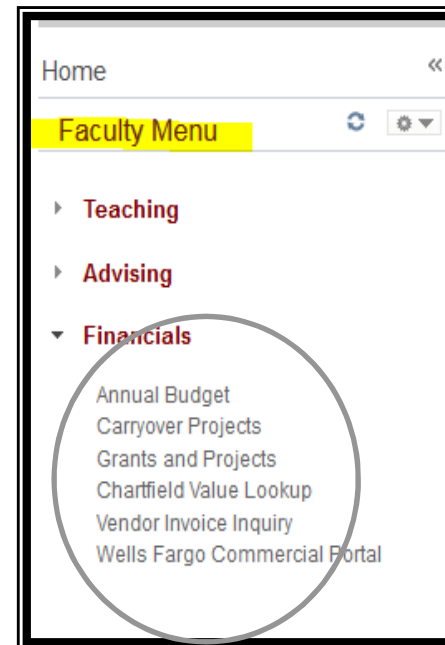 Home «
Faculty Menu
Teaching
Advising
Financials
Annual Budget
Carryover Projects
Grants and Projects
Chartfield Value Lookup
Vendor Invoice Inquiry
Wells Fargo Commercial Portal